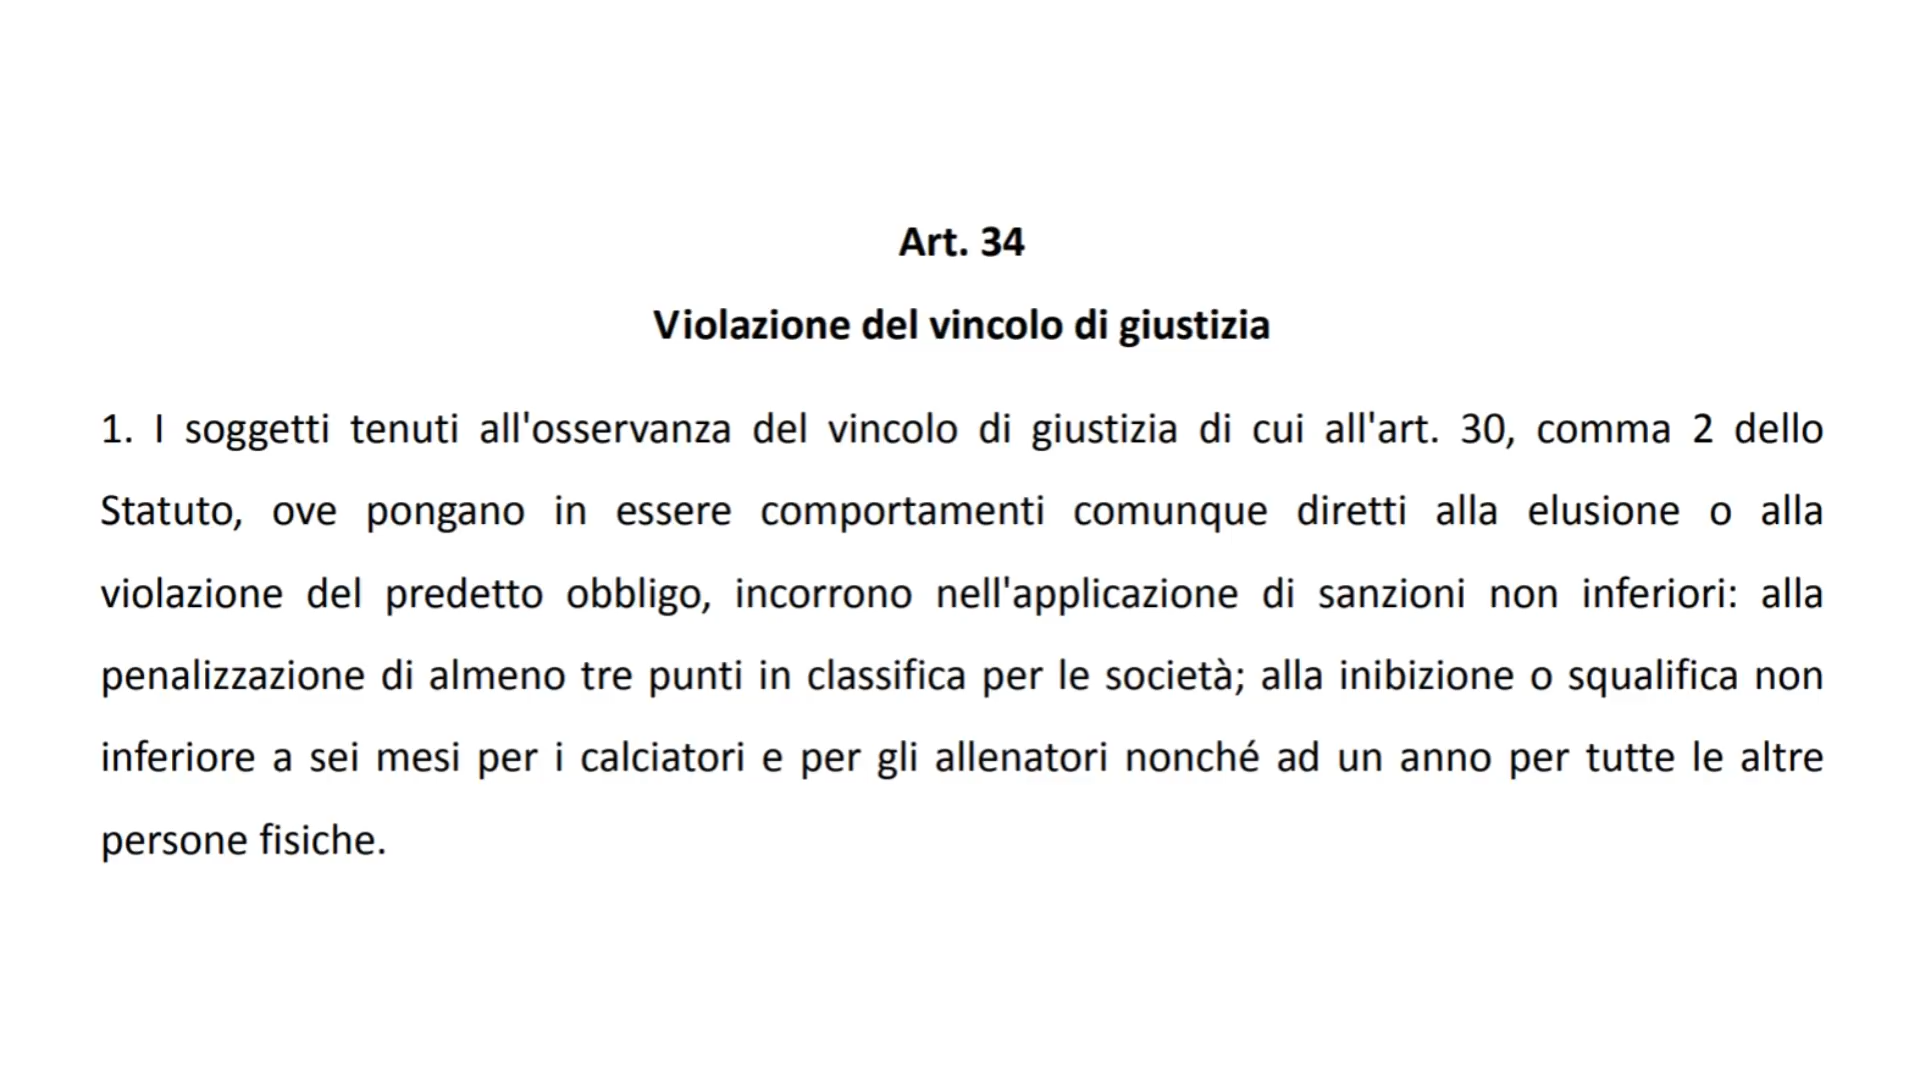 Art. 34
Violazione del vincolo di giustizia
1. I soggetti tenuti all'osservanza del vincolo di giustizia di cui all'art. 30, comma 2 dello
Statuto, ove pongano in essere comportamenti comunque diretti alla elusione o alla
violazione del predetto obbligo, incorrono nell'applicazione di sanzioni non inferiori: alla
penalizzazione di almeno tre punti in classifica per le società; alla inibizione o squalifica non
inferiore a sei mesi per i calciatori e per gli allenatori nonché ad un anno per tutte le altre
persone fisiche.